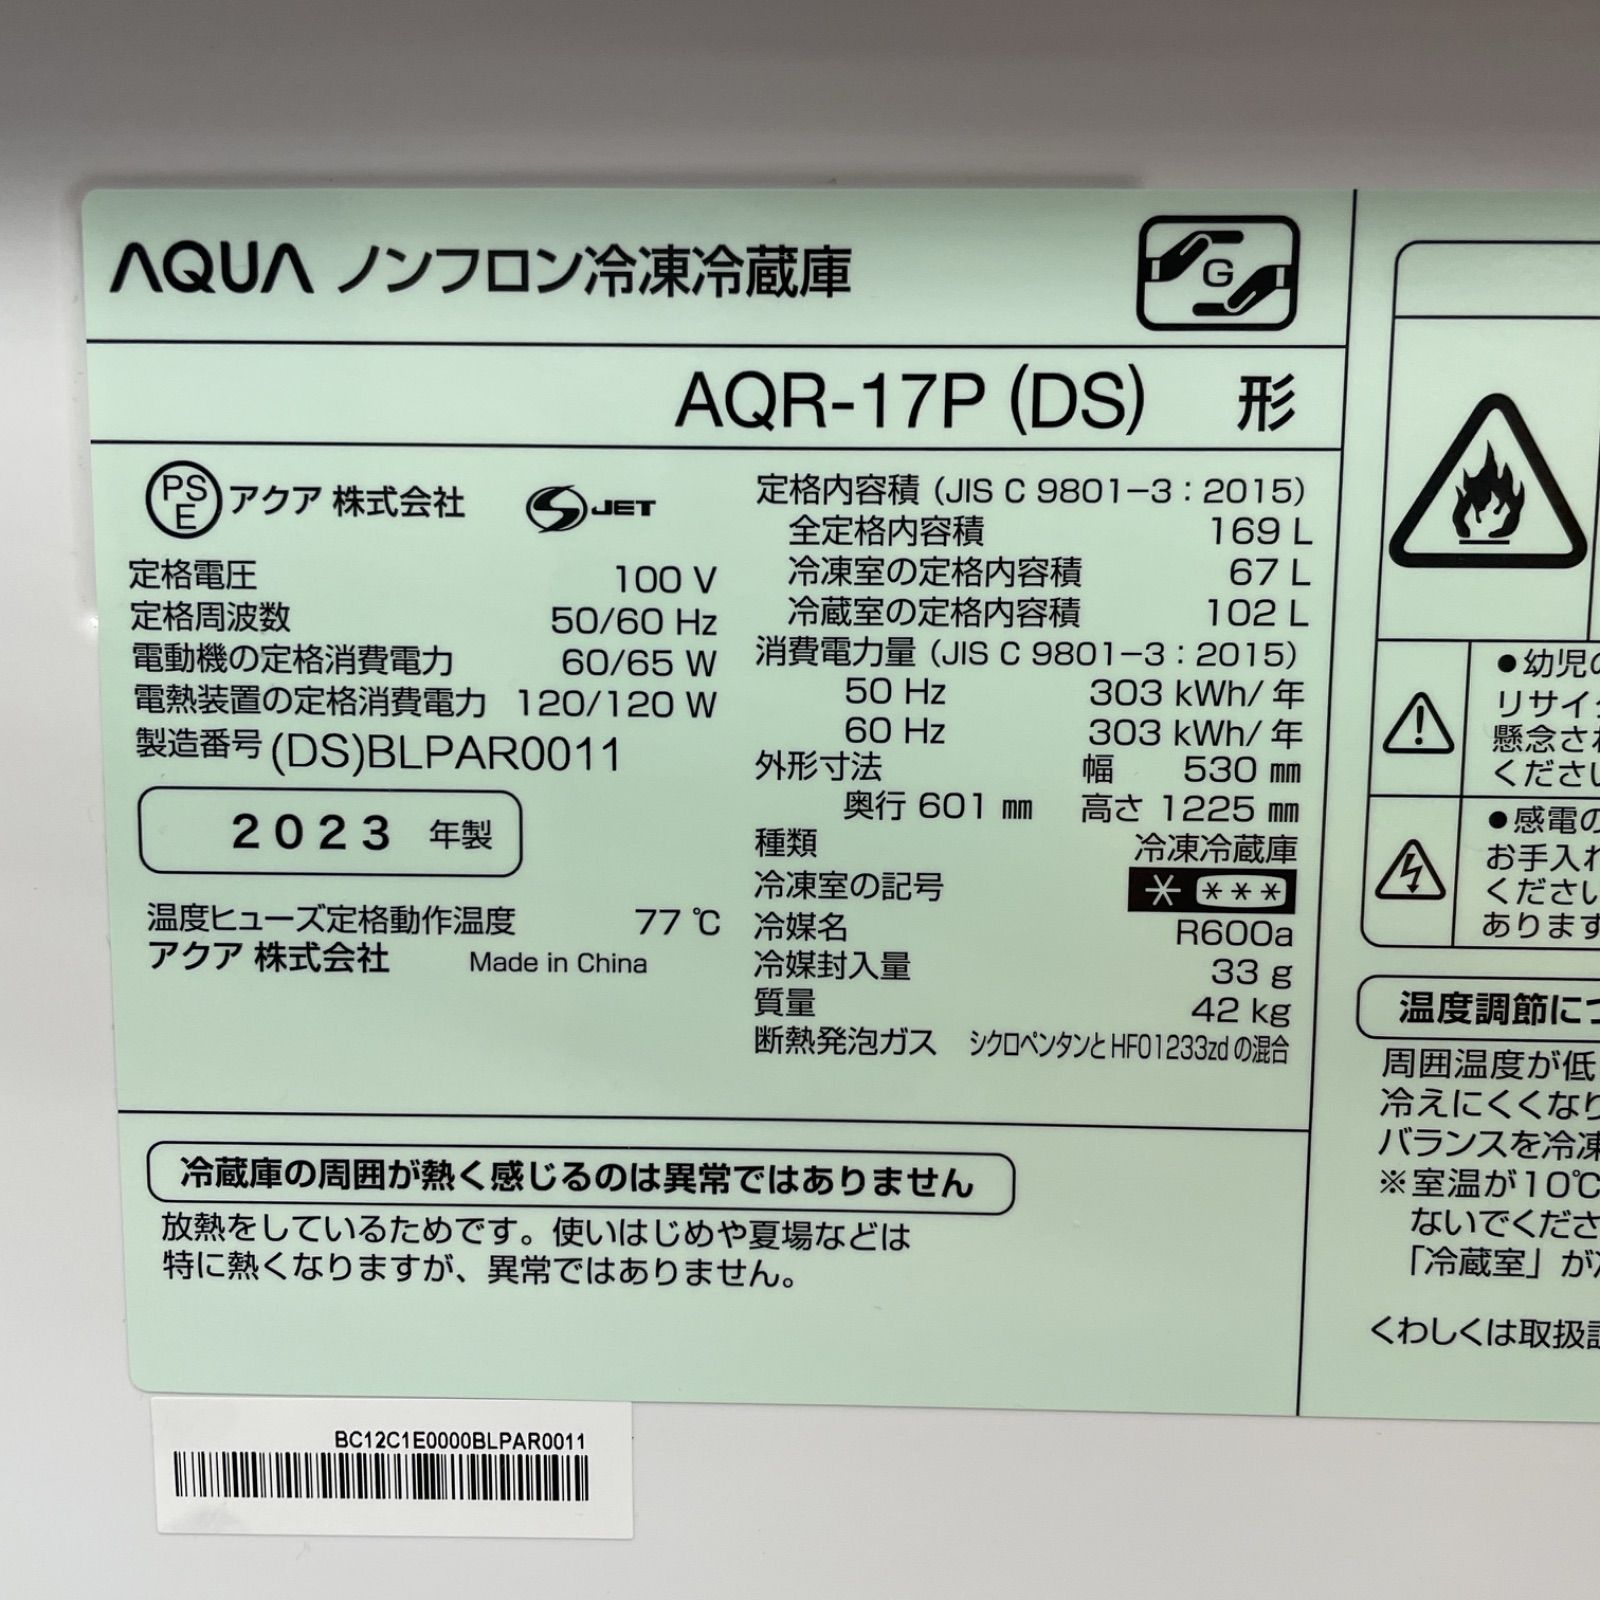 AQUA ノンフロン冷凍冷蔵庫
G
AQR-17P (DS) 形
PSE アクア 株式会社 S JET
定格電圧 100 V
定格周波数 50/60 Hz
電動機の定格消費電力 60/65 W
電熱装置の定格消費電力 120/120 W
製造番号 (DS)BLPAR0011
2023 年製
温度ヒューズ定格動作温度 77 ℃
アクア 株式会社 Made in China
定格内容積 (JIS C 9801-3:2015)
全定格内容積 169 L
冷凍室の定格内容積 67 L
冷蔵室の定格内容積 102 L
消費電力量 (JIS C 9801-3:2015)
50 Hz 303 kWh/年
60 Hz 303 kWh/年
外形寸法 幅 530 ㎜
奥行 601 ㎜ 高さ 1225 ㎜
種類 冷凍冷蔵庫
冷凍室の記号 * ***
冷媒名 R600a
冷媒封入量 33 g
質量 42 kg
断熱発泡ガス シクロペンタンとHFO1233zdの混合
冷蔵庫の周囲が熱く感じるのは異常ではありません
放熱をしているためです。使いはじめや夏場などは
特に熱くなりますが、異常ではありません。
●幼児の
リサイク
懸念され
ください
●感電の
お手入れ
ください
あります
温度調節につ
周囲温度が低
冷えにくくなり
バランスを冷凍
※室温が10℃
ないでくださ
「冷蔵室」が
くわしくは取扱
BC12C1E0000BLPAR0011